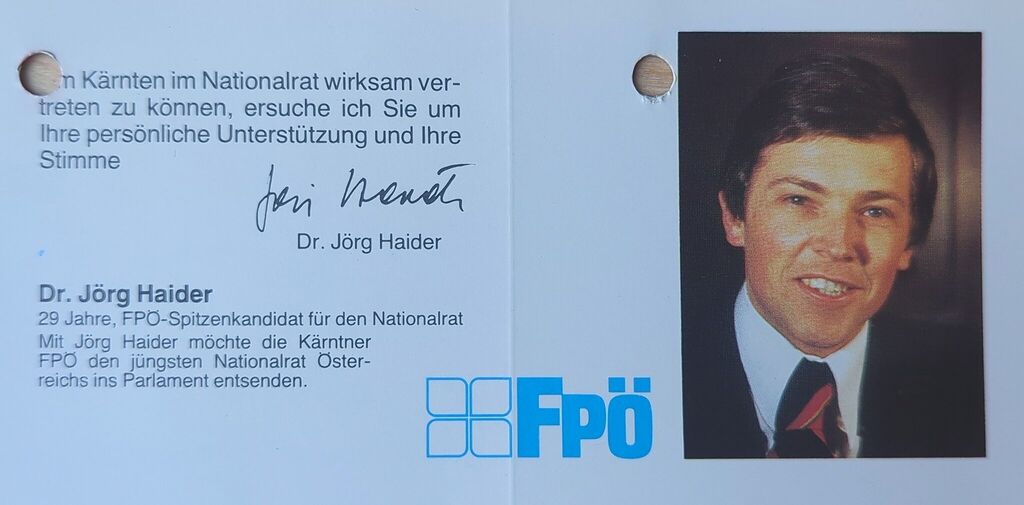 m Kärnten im Nationalrat wirksam ver-
treten zu können, ersuche ich Sie um
Ihre persönliche Unterstützung und Ihre
Stimme
Dr. Jörg Haider
Dr. Jörg Haider
29 Jahre, FPÖ-Spitzenkandidat für den Nationalrat
Mit Jörg Haider möchte die Kärntner
FPÖ den jüngsten Nationalrat Öster-
reichs ins Parlament entsenden.
FPÖ